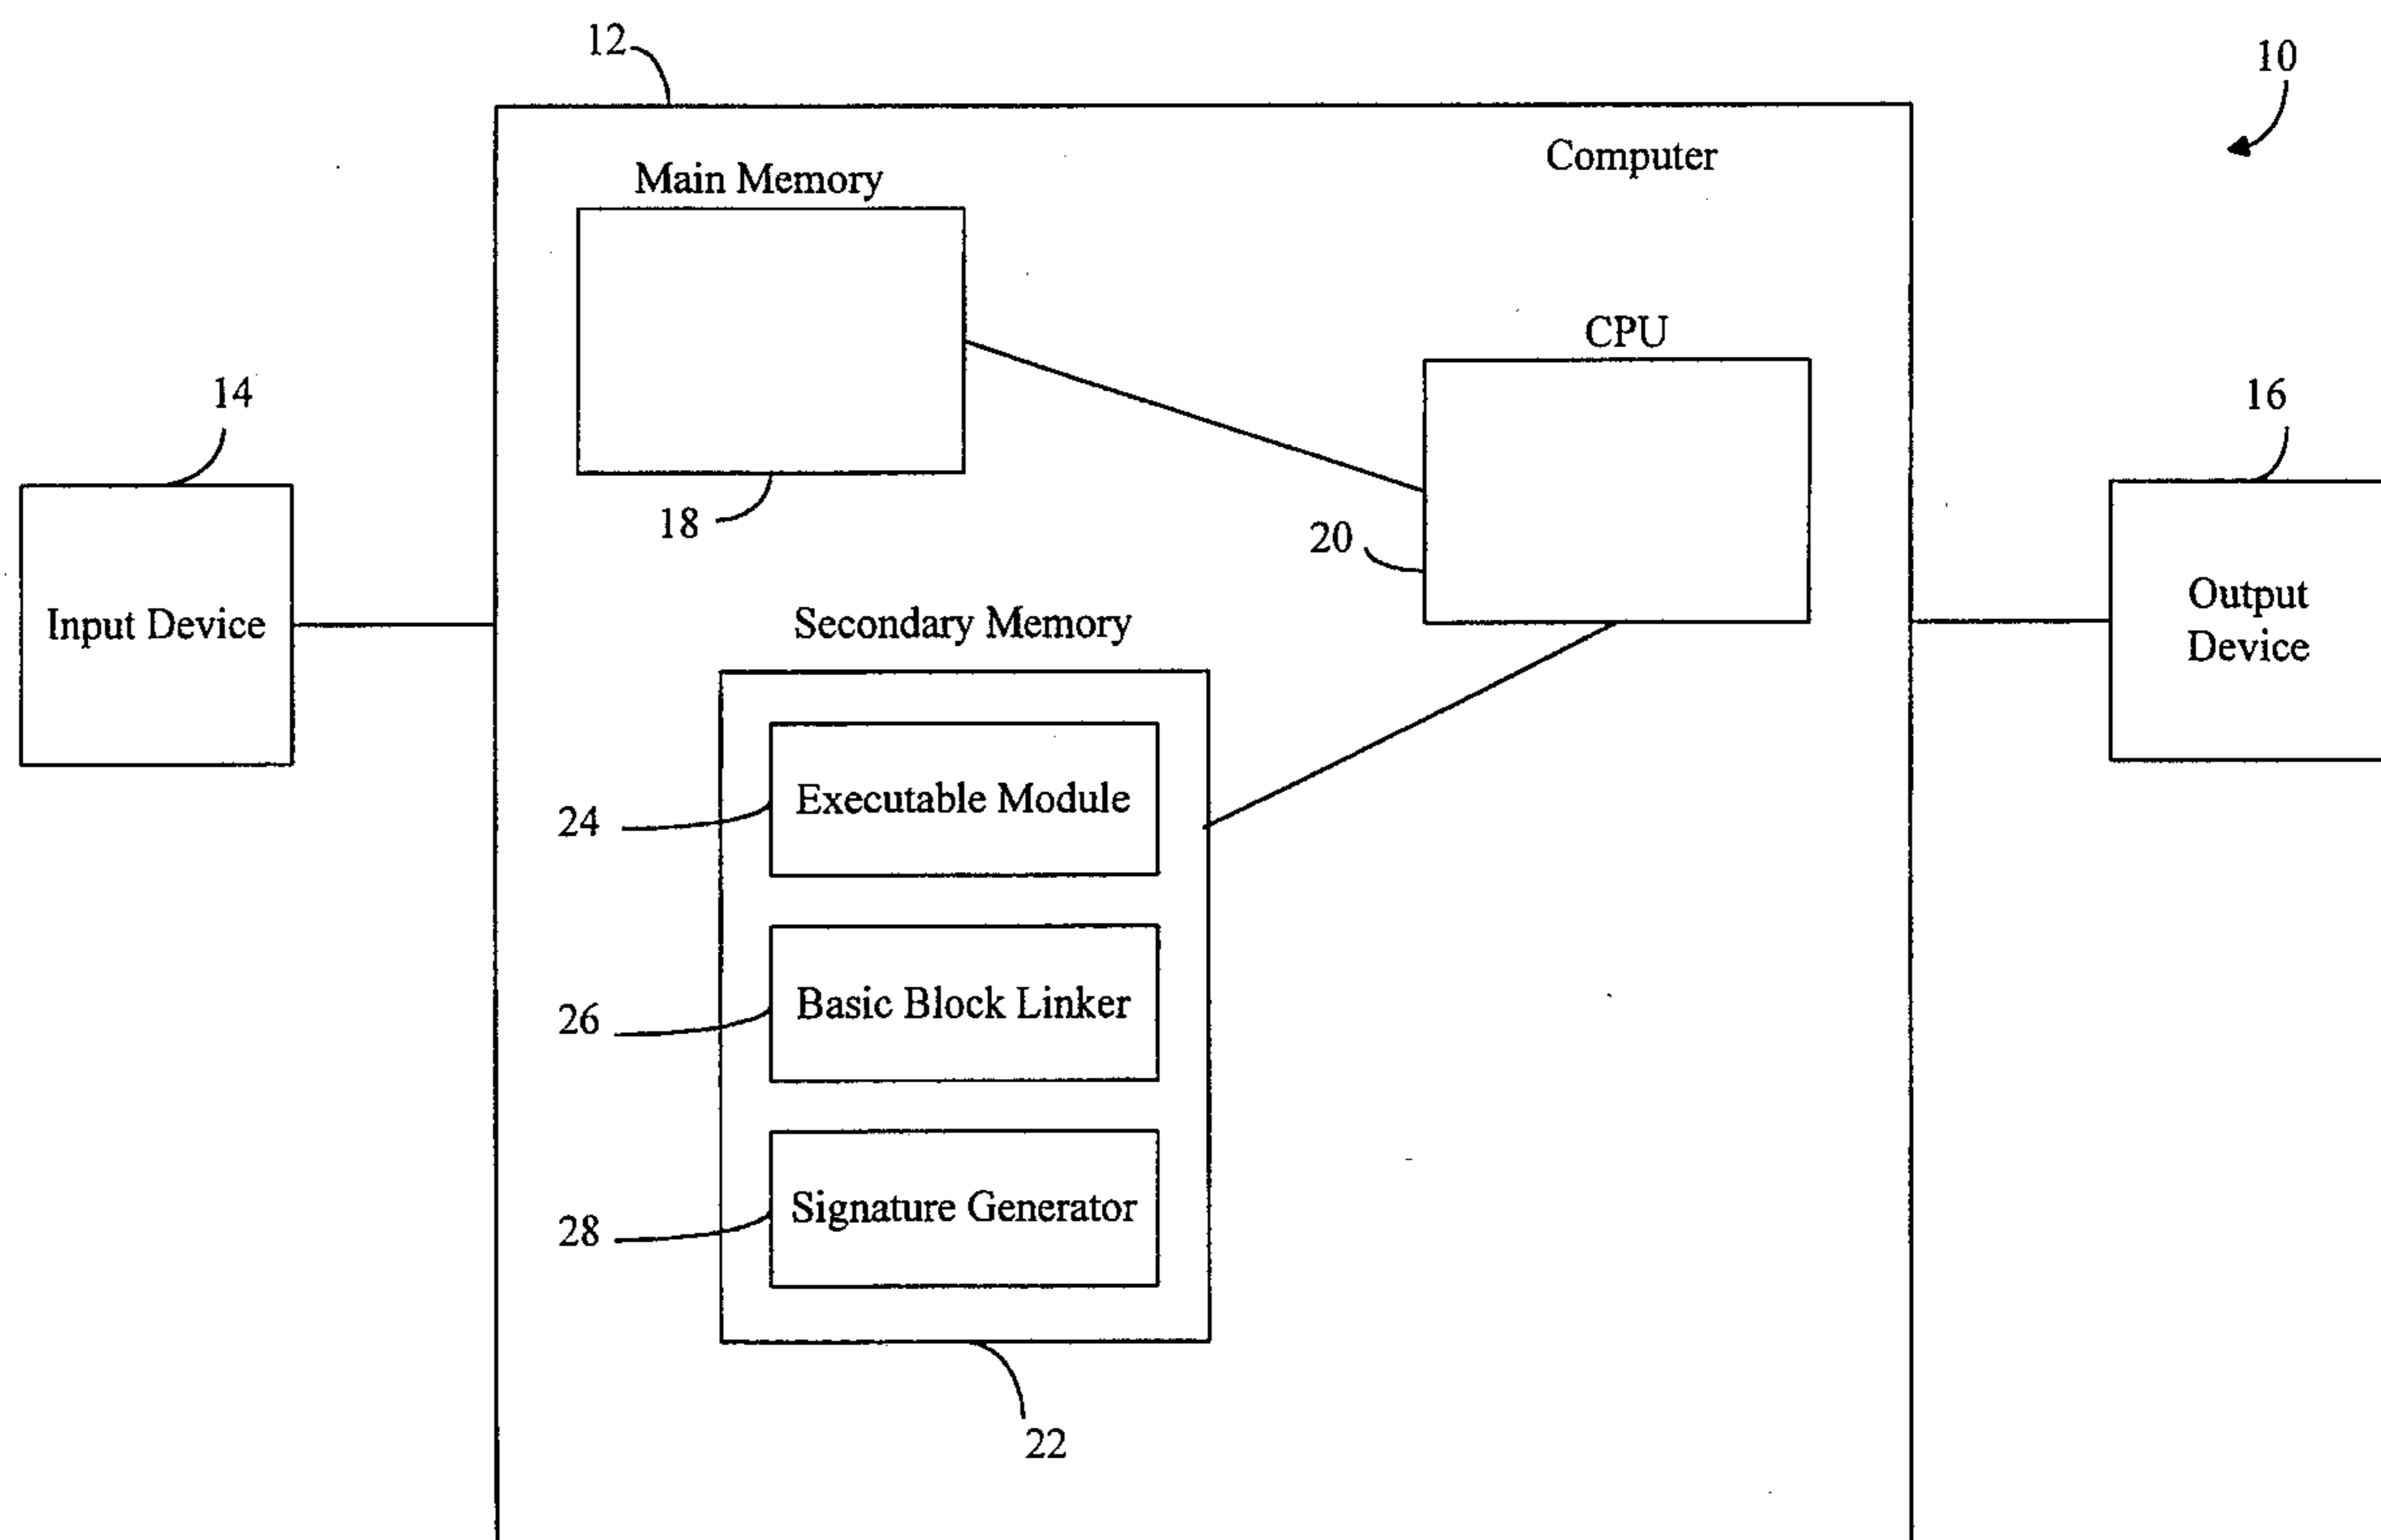 12
10
Computer
Main Memory
CPU
14
16
18
20
Input Device
Output
Device
Secondary Memory
Executable Module
24
Basic Block Linker
26
Signature Generator
28
22